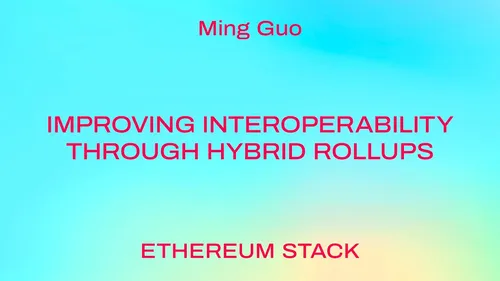 Ming Guo
IMPROVING INTEROPERABILITY
THROUGH HYBRID ROLLUPS
ETHEREUM STACK